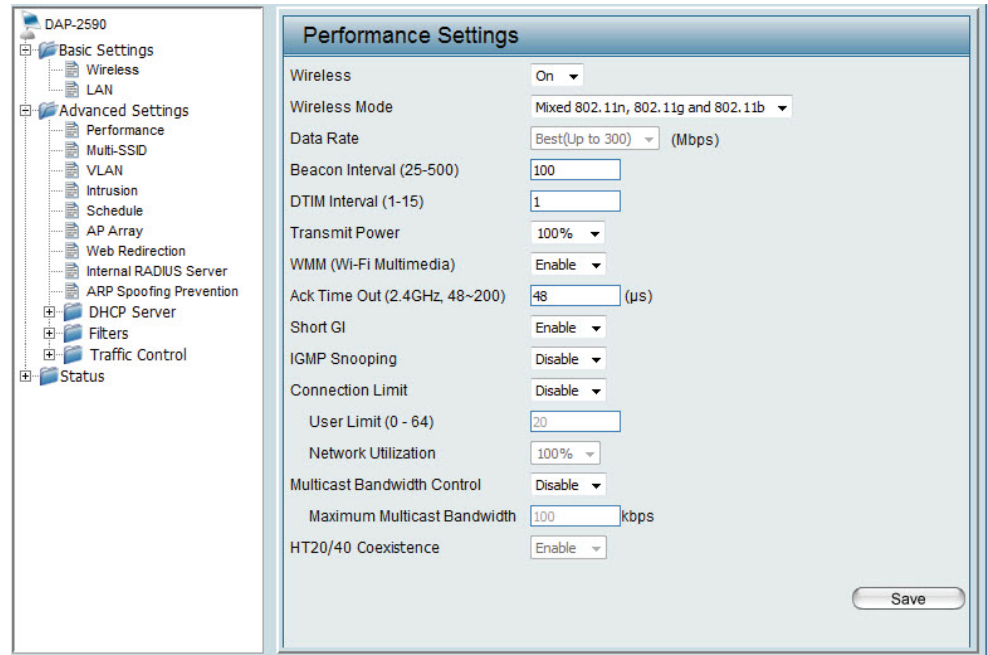 DAP-2590
Basic Settings
Wireless
LAN
Advanced Settings
Performance
Multi-SSID
VLAN
Intrusion
Schedule
AP Array
Web Redirection
Internal RADIUS Server
ARP Spoofing Prevention
DHCP Server
Filters
Traffic Control
Status
Performance Settings
Wireless On
Wireless Mode Mixed 802.11n, 802.11g and 802.11b
Data Rate Best(Up to 300) (Mbps)
Beacon Interval (25-500) 100
DTIM Interval (1-15) 1
Transmit Power 100%
WMM (Wi-Fi Multimedia) Enable
Ack Time Out (2.4GHz, 48~200) 48 (µs)
Short GI Enable
IGMP Snooping Disable
Connection Limit Disable
User Limit (0 - 64) 20
Network Utilization 100%
Multicast Bandwidth Control Disable
Maximum Multicast Bandwidth 100 kbps
HT20/40 Coexistence Enable
Save